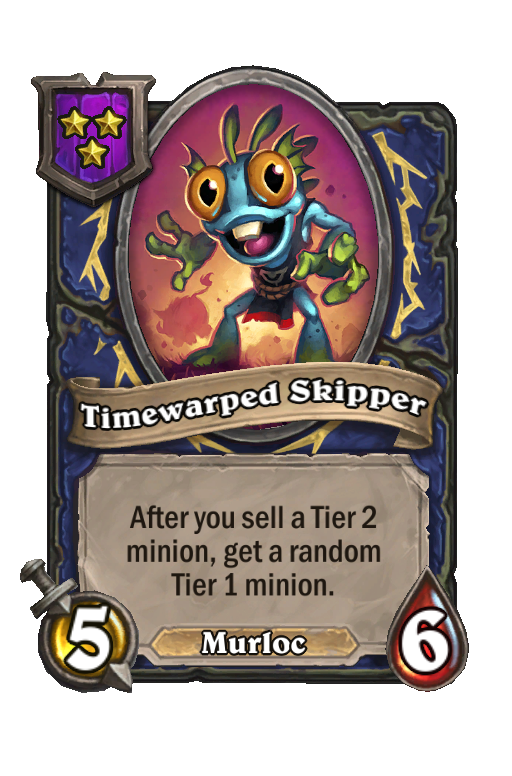 Timewarped Skipper
After you sell a Tier 2
minion, get a random
Tier 1 minion.
5
Murloc
6